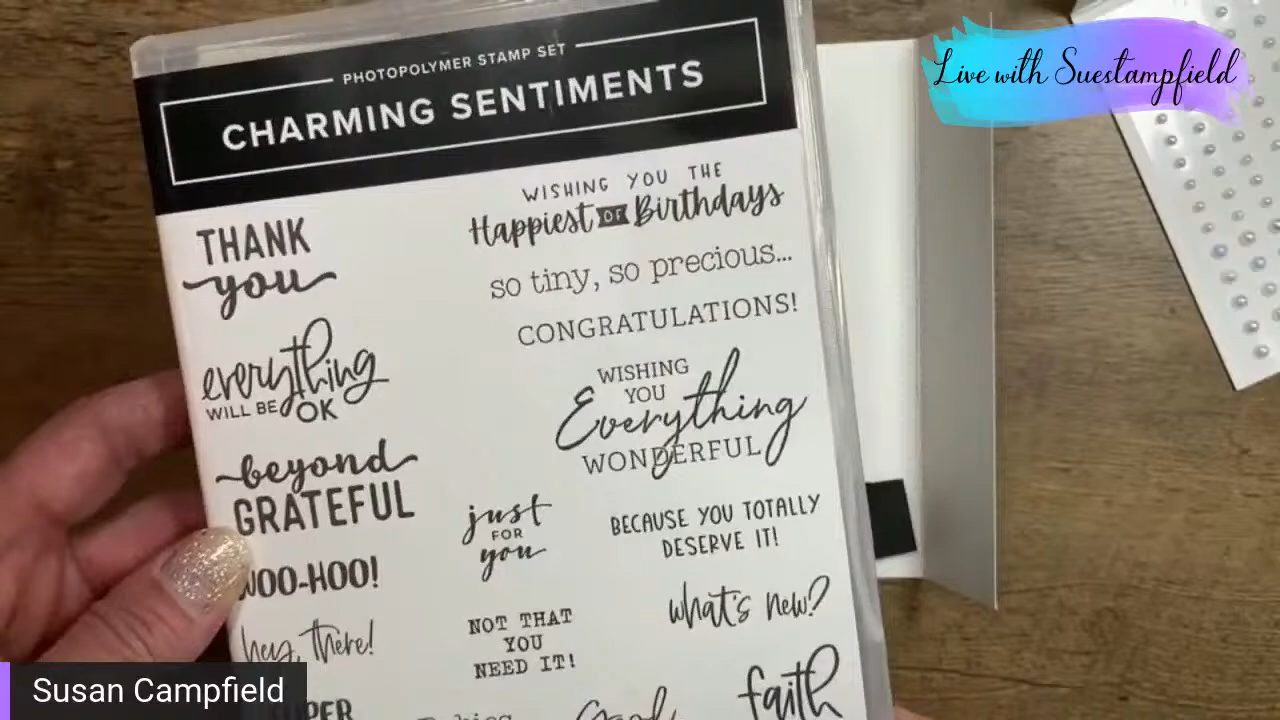 Live with Suestampfield
PHOTOPOLYMER STAMP SET
CHARMING SENTIMENTS
THANK
you
everything
WILL BE OK
beyond
GRATEFUL
WOO-HOO!
hey, there!
WISHING YOU THE
Happiest OF Birthdays
so tiny, so precious...
CONGRATULATIONS!
WISHING
YOU
Everything
WONDERFUL
just
FOR
you
BECAUSE YOU TOTALLY
DESERVE IT!
NOT THAT
YOU
NEED IT!
what's new?
faith
Susan Campfield